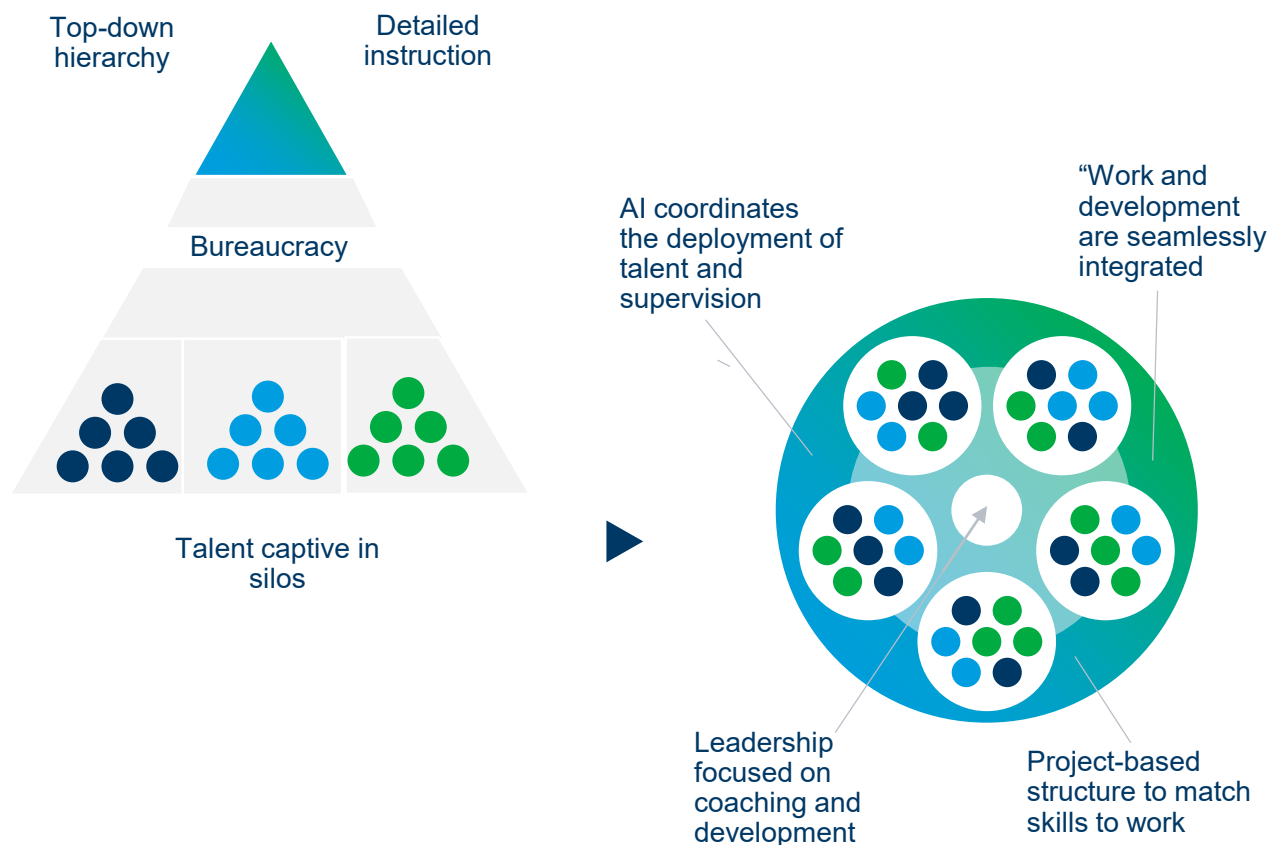 Top-down
hierarchy
Detailed
instruction
Bureaucracy
Talent captive in
silos
AI coordinates
the deployment of
talent and
supervision
“Work and
development
are seamlessly
integrated
Leadership
focused on
coaching and
development
Project-based
structure to match
skills to work